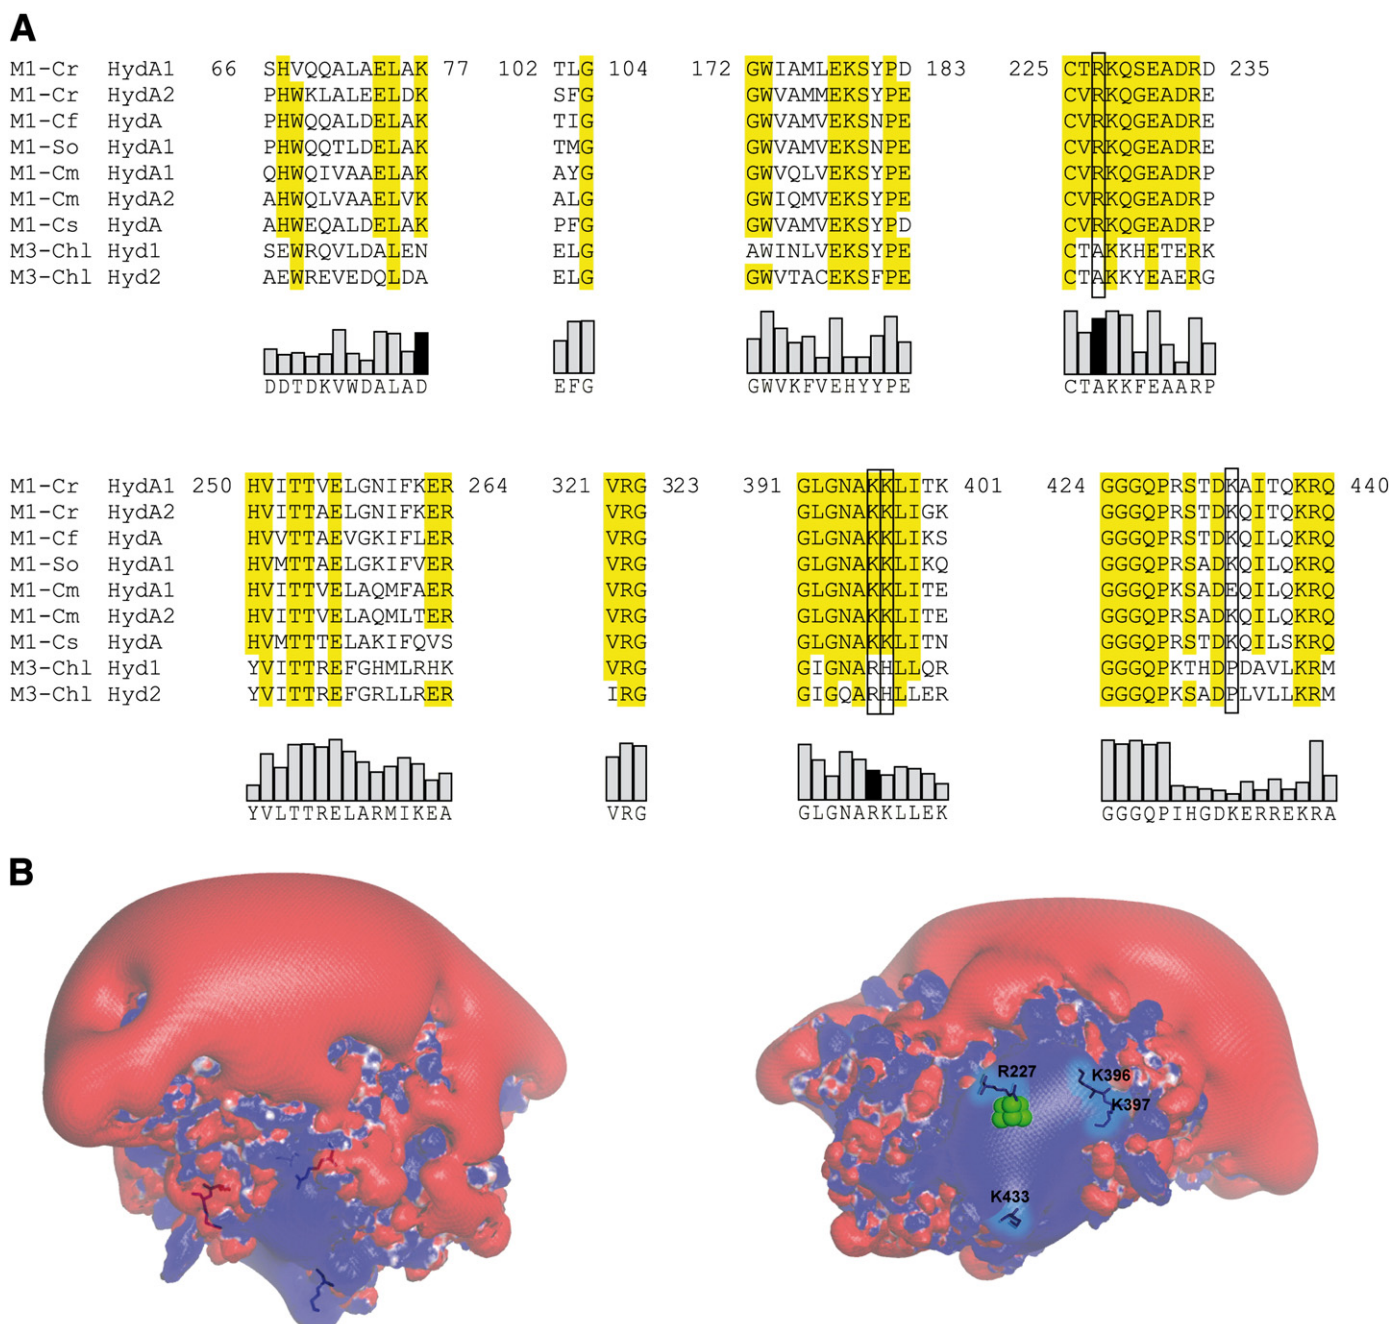 A
M1-Cr HydA1 66 SHVQQALAELAK 77 102 TLG 104 172 GWIAMLEKSYPD 183 225 CTRKQSEADRD 235
M1-Cr HydA2 PHWKLALEELDK SFG GWVAMMEKSYPE CVRKQGEADRE
M1-Cf HydA PHWQQALDELAK TIG GWVAMVEKSNPE CVRKQGEADRE
M1-So HydA1 PHWQQTLDELAK TMG GWVAMVEKSNPE CVRKQGEADRE
M1-Cm HydA1 QHWQIVAAELAK AYG GWVQLVEKSYPE CVRKQGEADRP
M1-Cm HydA2 AHWQLVAAELVK ALG GWIQMVEKSYPE CVRKQGEADRP
M1-Cs HydA AHWEQALDELAK PFG GWVAMVEKSYPD CVRKQGEADRP
M3-Chl Hyd1 SEWRQVLDALEN ELG AWINLVEKSYPE CTAKKHETERK
M3-Chl Hyd2 AEWREVEDQLDA ELG GWVTACEKSFPE CTAKKYEAERG
DDTDKVWDALAD EFG GWVKFVEHYYPE CTAKKFEAARP
M1-Cr HydA1 250 HVITTVELGNIFKER 264 321 VRG 323 391 GLGNAKKLITK 401 424 GGGQPRSTDKAITQKRQ 440
M1-Cr HydA2 HVITTAELGNIFKER VRG GLGNAKKLIGK GGGQPRSTDKQITQKRQ
M1-Cf HydA HVVTTAEVGKIFLER VRG GLGNAKKLIKS GGGQPRSTDKQILQKRQ
M1-So HydA1 HVMTTAELGKIFVER VRG GLGNAKKLIKQ GGGQPRSADKQILQKRQ
M1-Cm HydA1 HVITTVELAQMFAER VRG GLGNAKKLITE GGGQPKSADEQILQKRQ
M1-Cm HydA2 HVITTVELAQMLTER VRG GLGNAKKLITE GGGQPKSADKQILQKRQ
M1-Cs HydA HVMTTTELAKIFQVS VRG GLGNAKKLITN GGGQPRSTDKQILSKRQ
M3-Chl Hyd1 YVITTREFGHMLRHK VRG GIGNARHLLQR GGGQPKTHDPDAVLKRM
M3-Chl Hyd2 YVITTREFGRLLRER IRG GIGQARHLLER GGGQPKSADPLVLLKRM
YVLTTRELARMIKEA VRG GLGNARKLLEK GGGQPIHGDKERREKRA
B
R227
K396
K397
K433